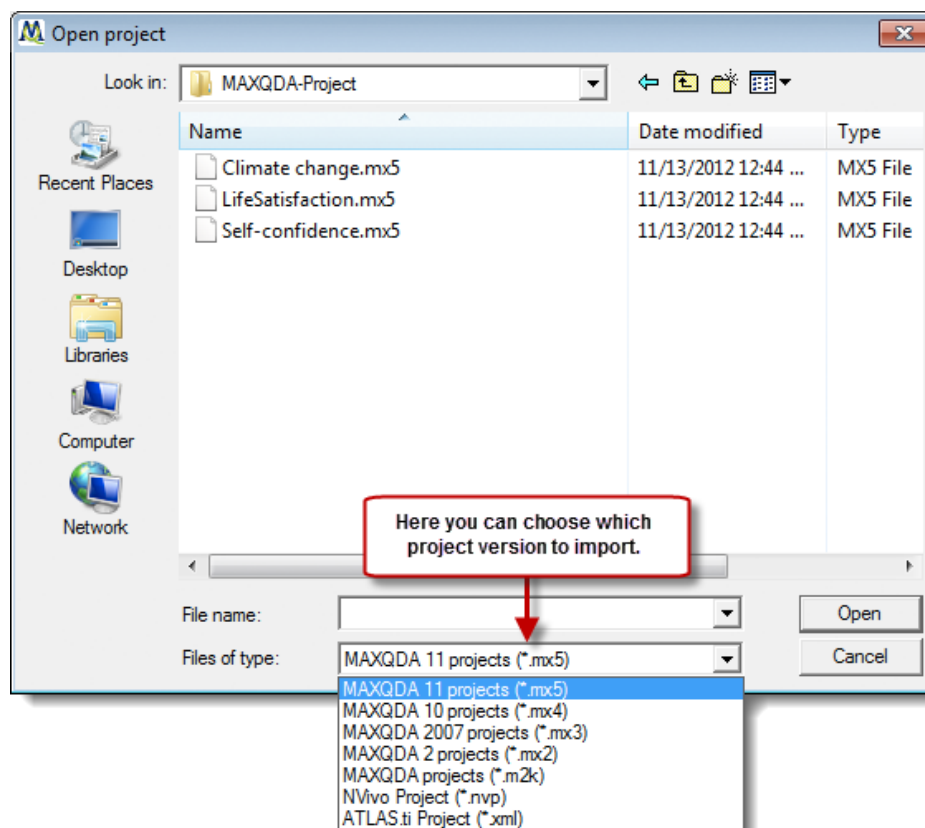 Open project
Look in: MAXQDA-Project
Name Date modified Type
Climate change.mx5 11/13/2012 12:44 ... MX5 File
LifeSatisfaction.mx5 11/13/2012 12:44 ... MX5 File
Self-confidence.mx5 11/13/2012 12:44 ... MX5 File
Recent Places
Desktop
Libraries
Computer
Network
Here you can choose which
project version to import.
File name: Open
Files of type: MAXQDA 11 projects (*.mx5) Cancel
MAXQDA 11 projects (*.mx5)
MAXQDA 10 projects (*.mx4)
MAXQDA 2007 projects (*.mx3)
MAXQDA 2 projects (*.mx2)
MAXQDA projects (*.m2k)
NVivo Project (*.nvp)
ATLAS.ti Project (*.xml)